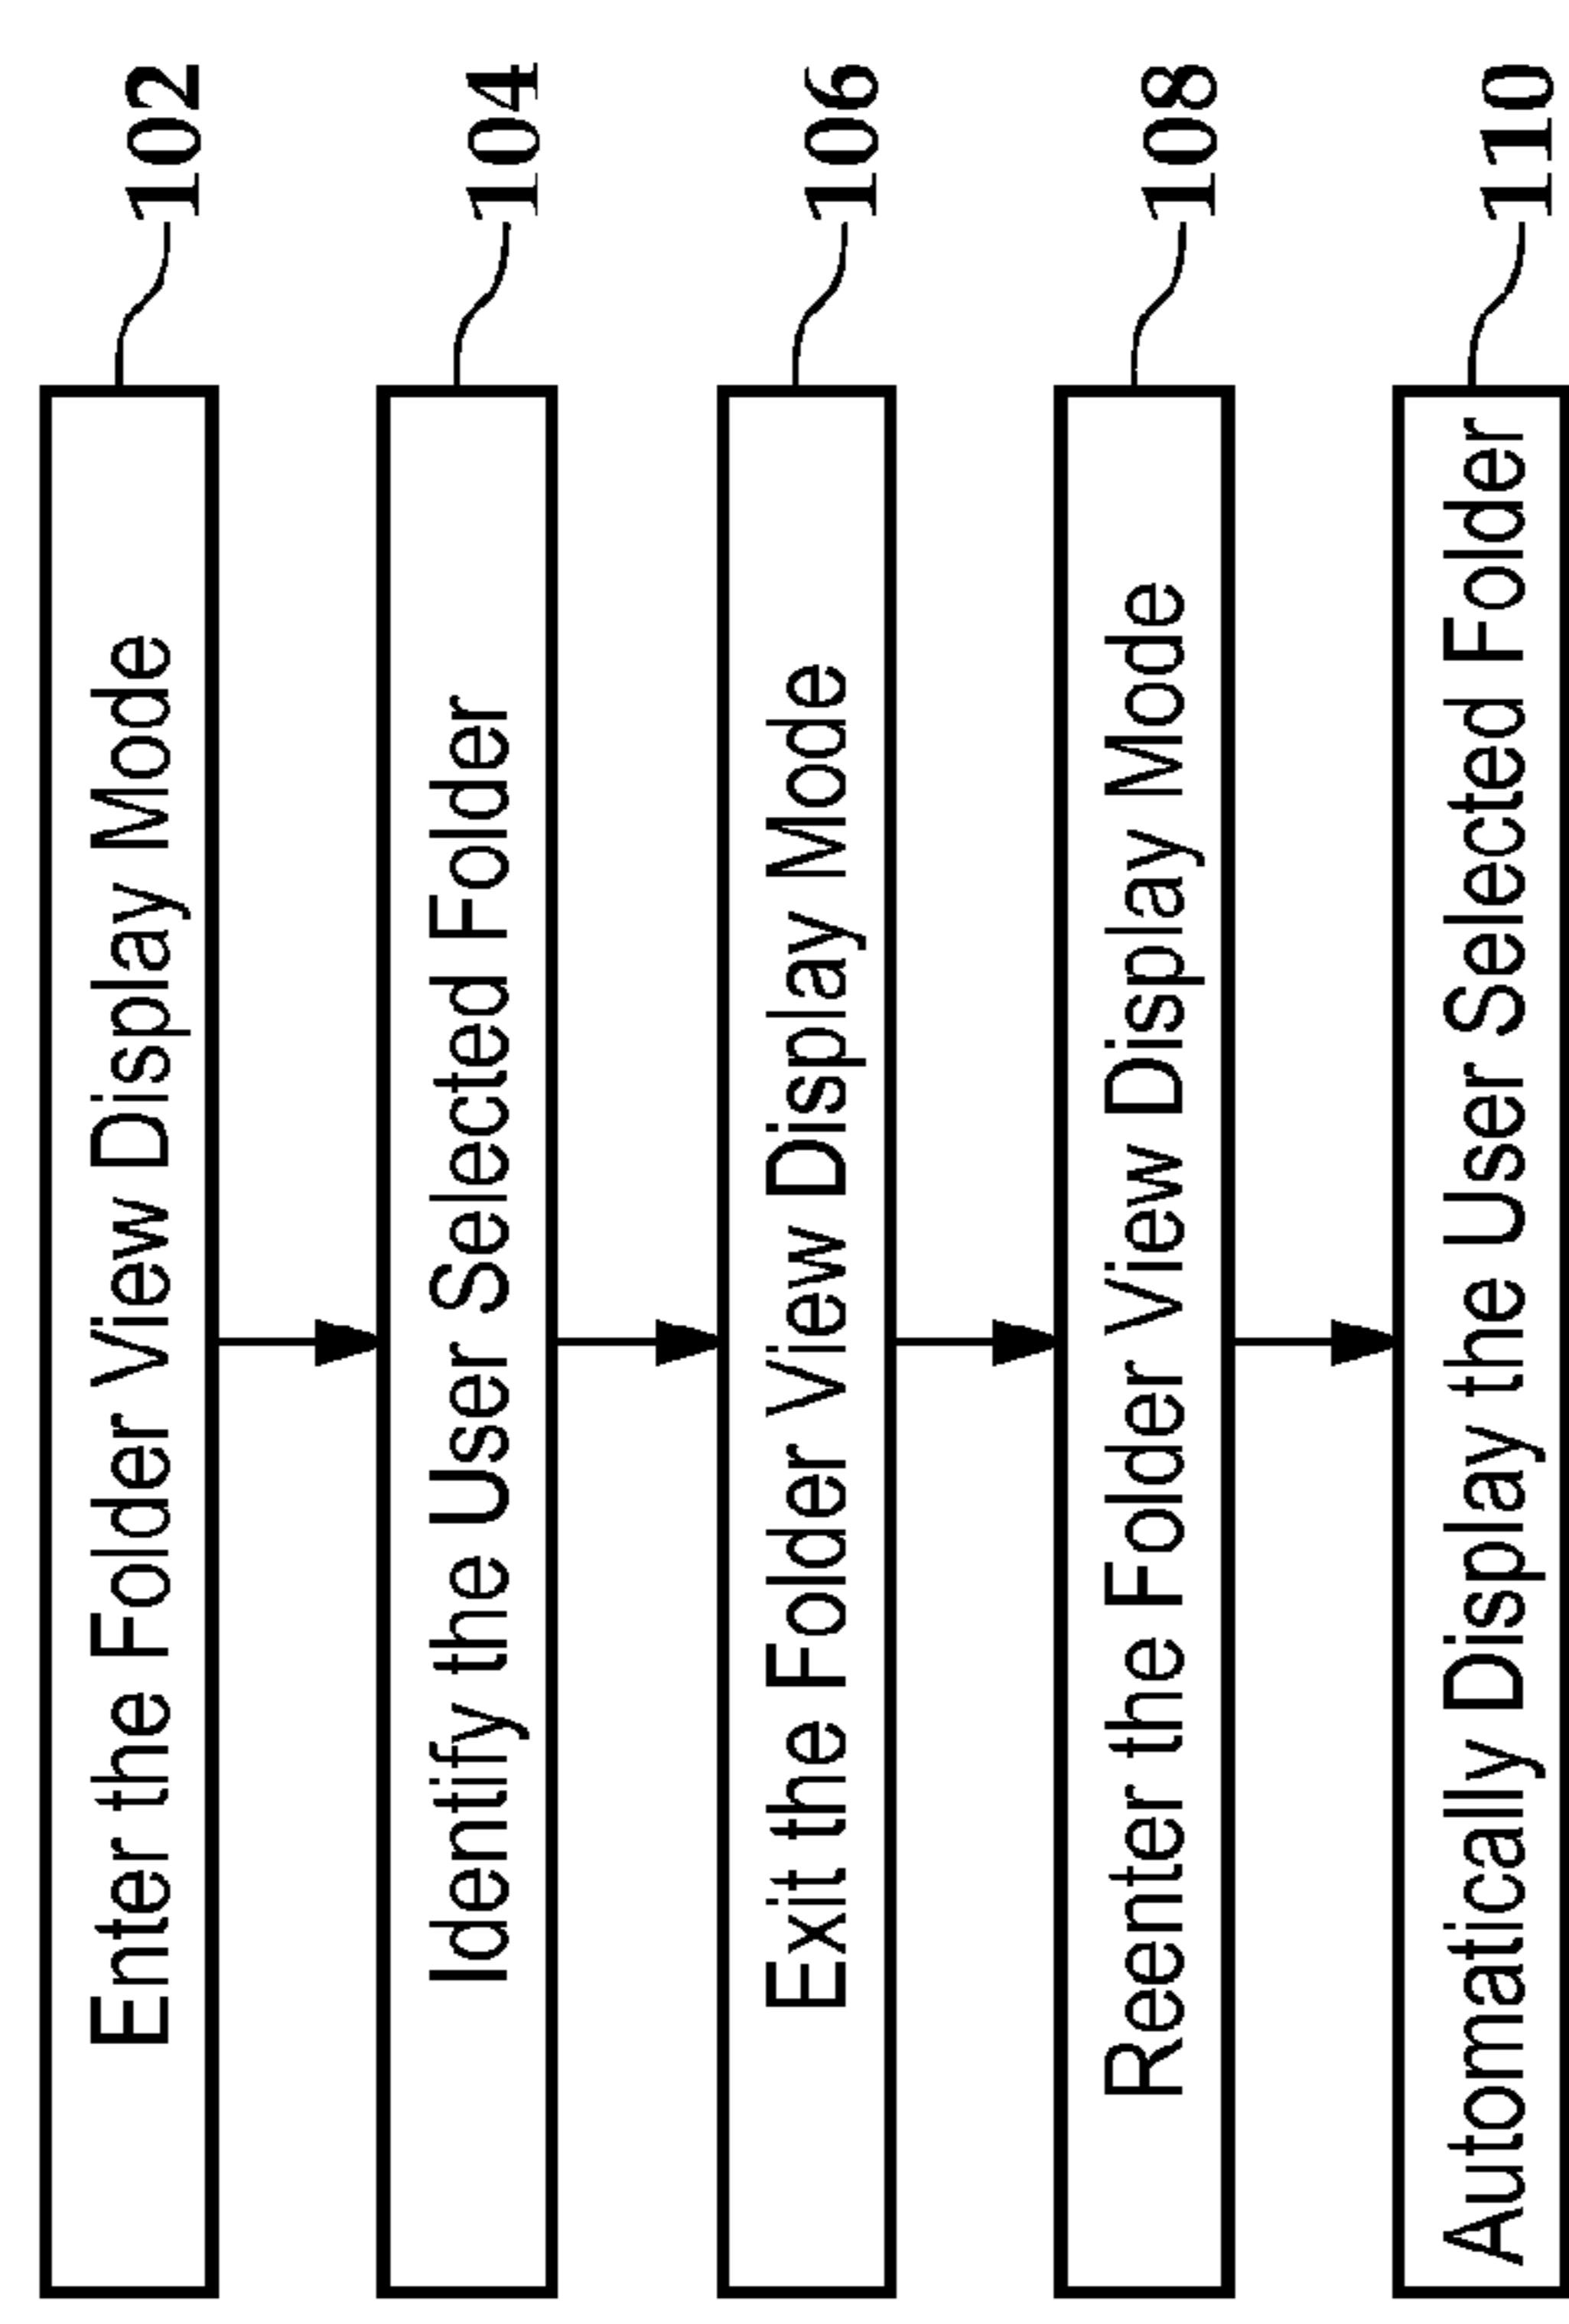 Enter the Folder View Display Mode
102
Identify the User Selected Folder
104
Exit the Folder View Display Mode
106
Reenter the Folder View Display Mode
108
Automatically Display the User Selected Folder
110